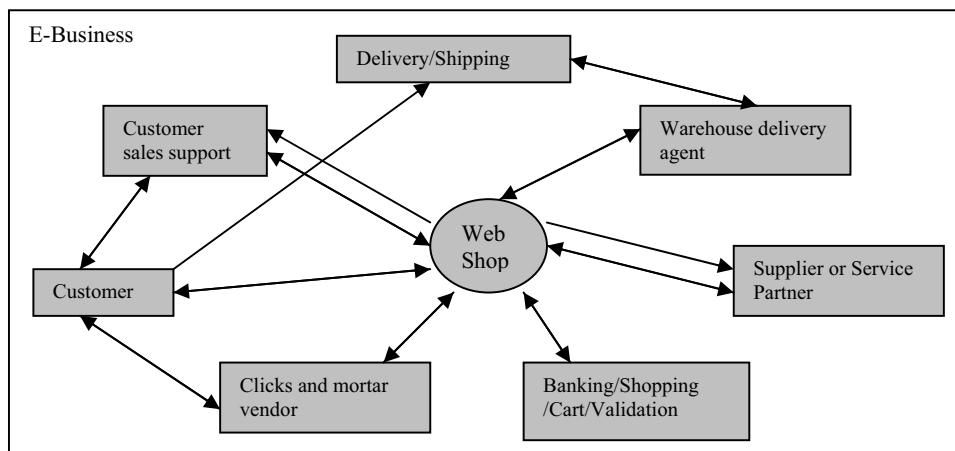 E-Business
Delivery/Shipping
Customer
sales support
Warehouse delivery
agent
Web
Shop
Customer
Supplier or Service
Partner
Clicks and mortar
vendor
Banking/Shopping
/Cart/Validation